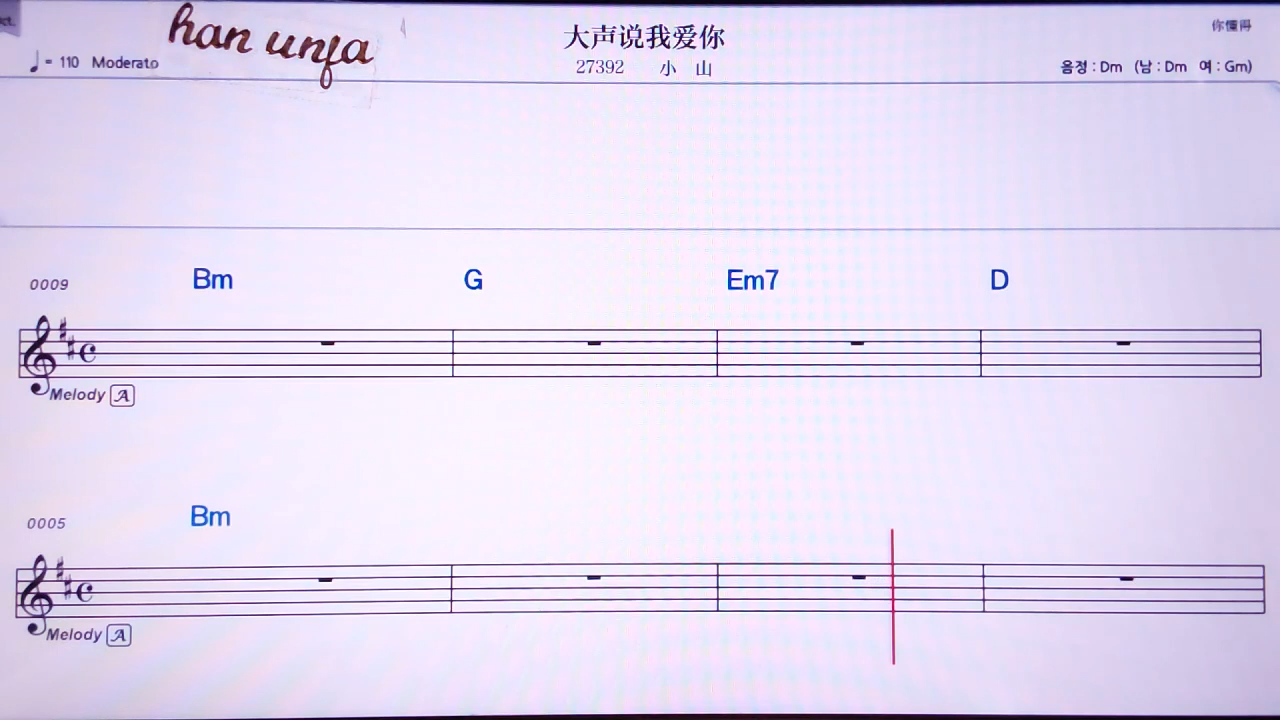 han unfa
大声说我爱你
你懂得
♩= 110 Moderato
27392 小 山
음정 : Dm (남 : Dm 여 : Gm)
0009 Bm G Em7 D
Melody A
0005 Bm
Melody A